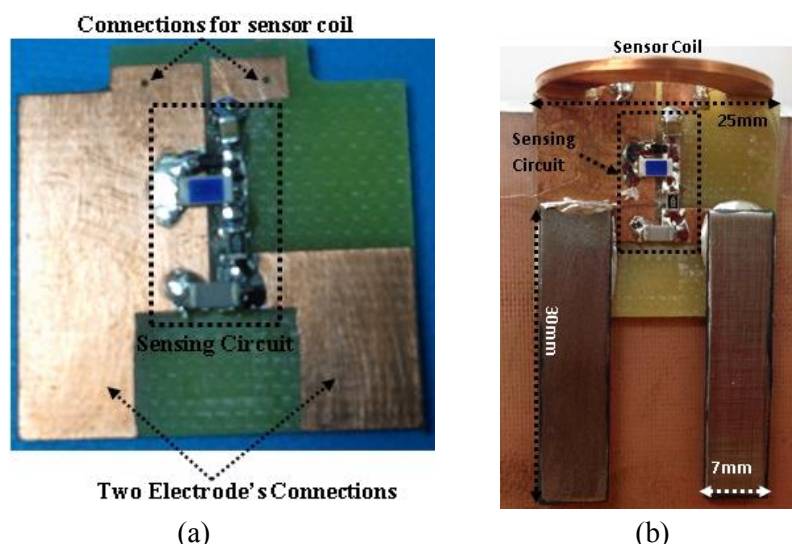 Connections for sensor coil
Sensing Circuit
Two Electrode's Connections
(a)
Sensor Coil
25mm
Sensing
Circuit
30mm
7mm
(b)